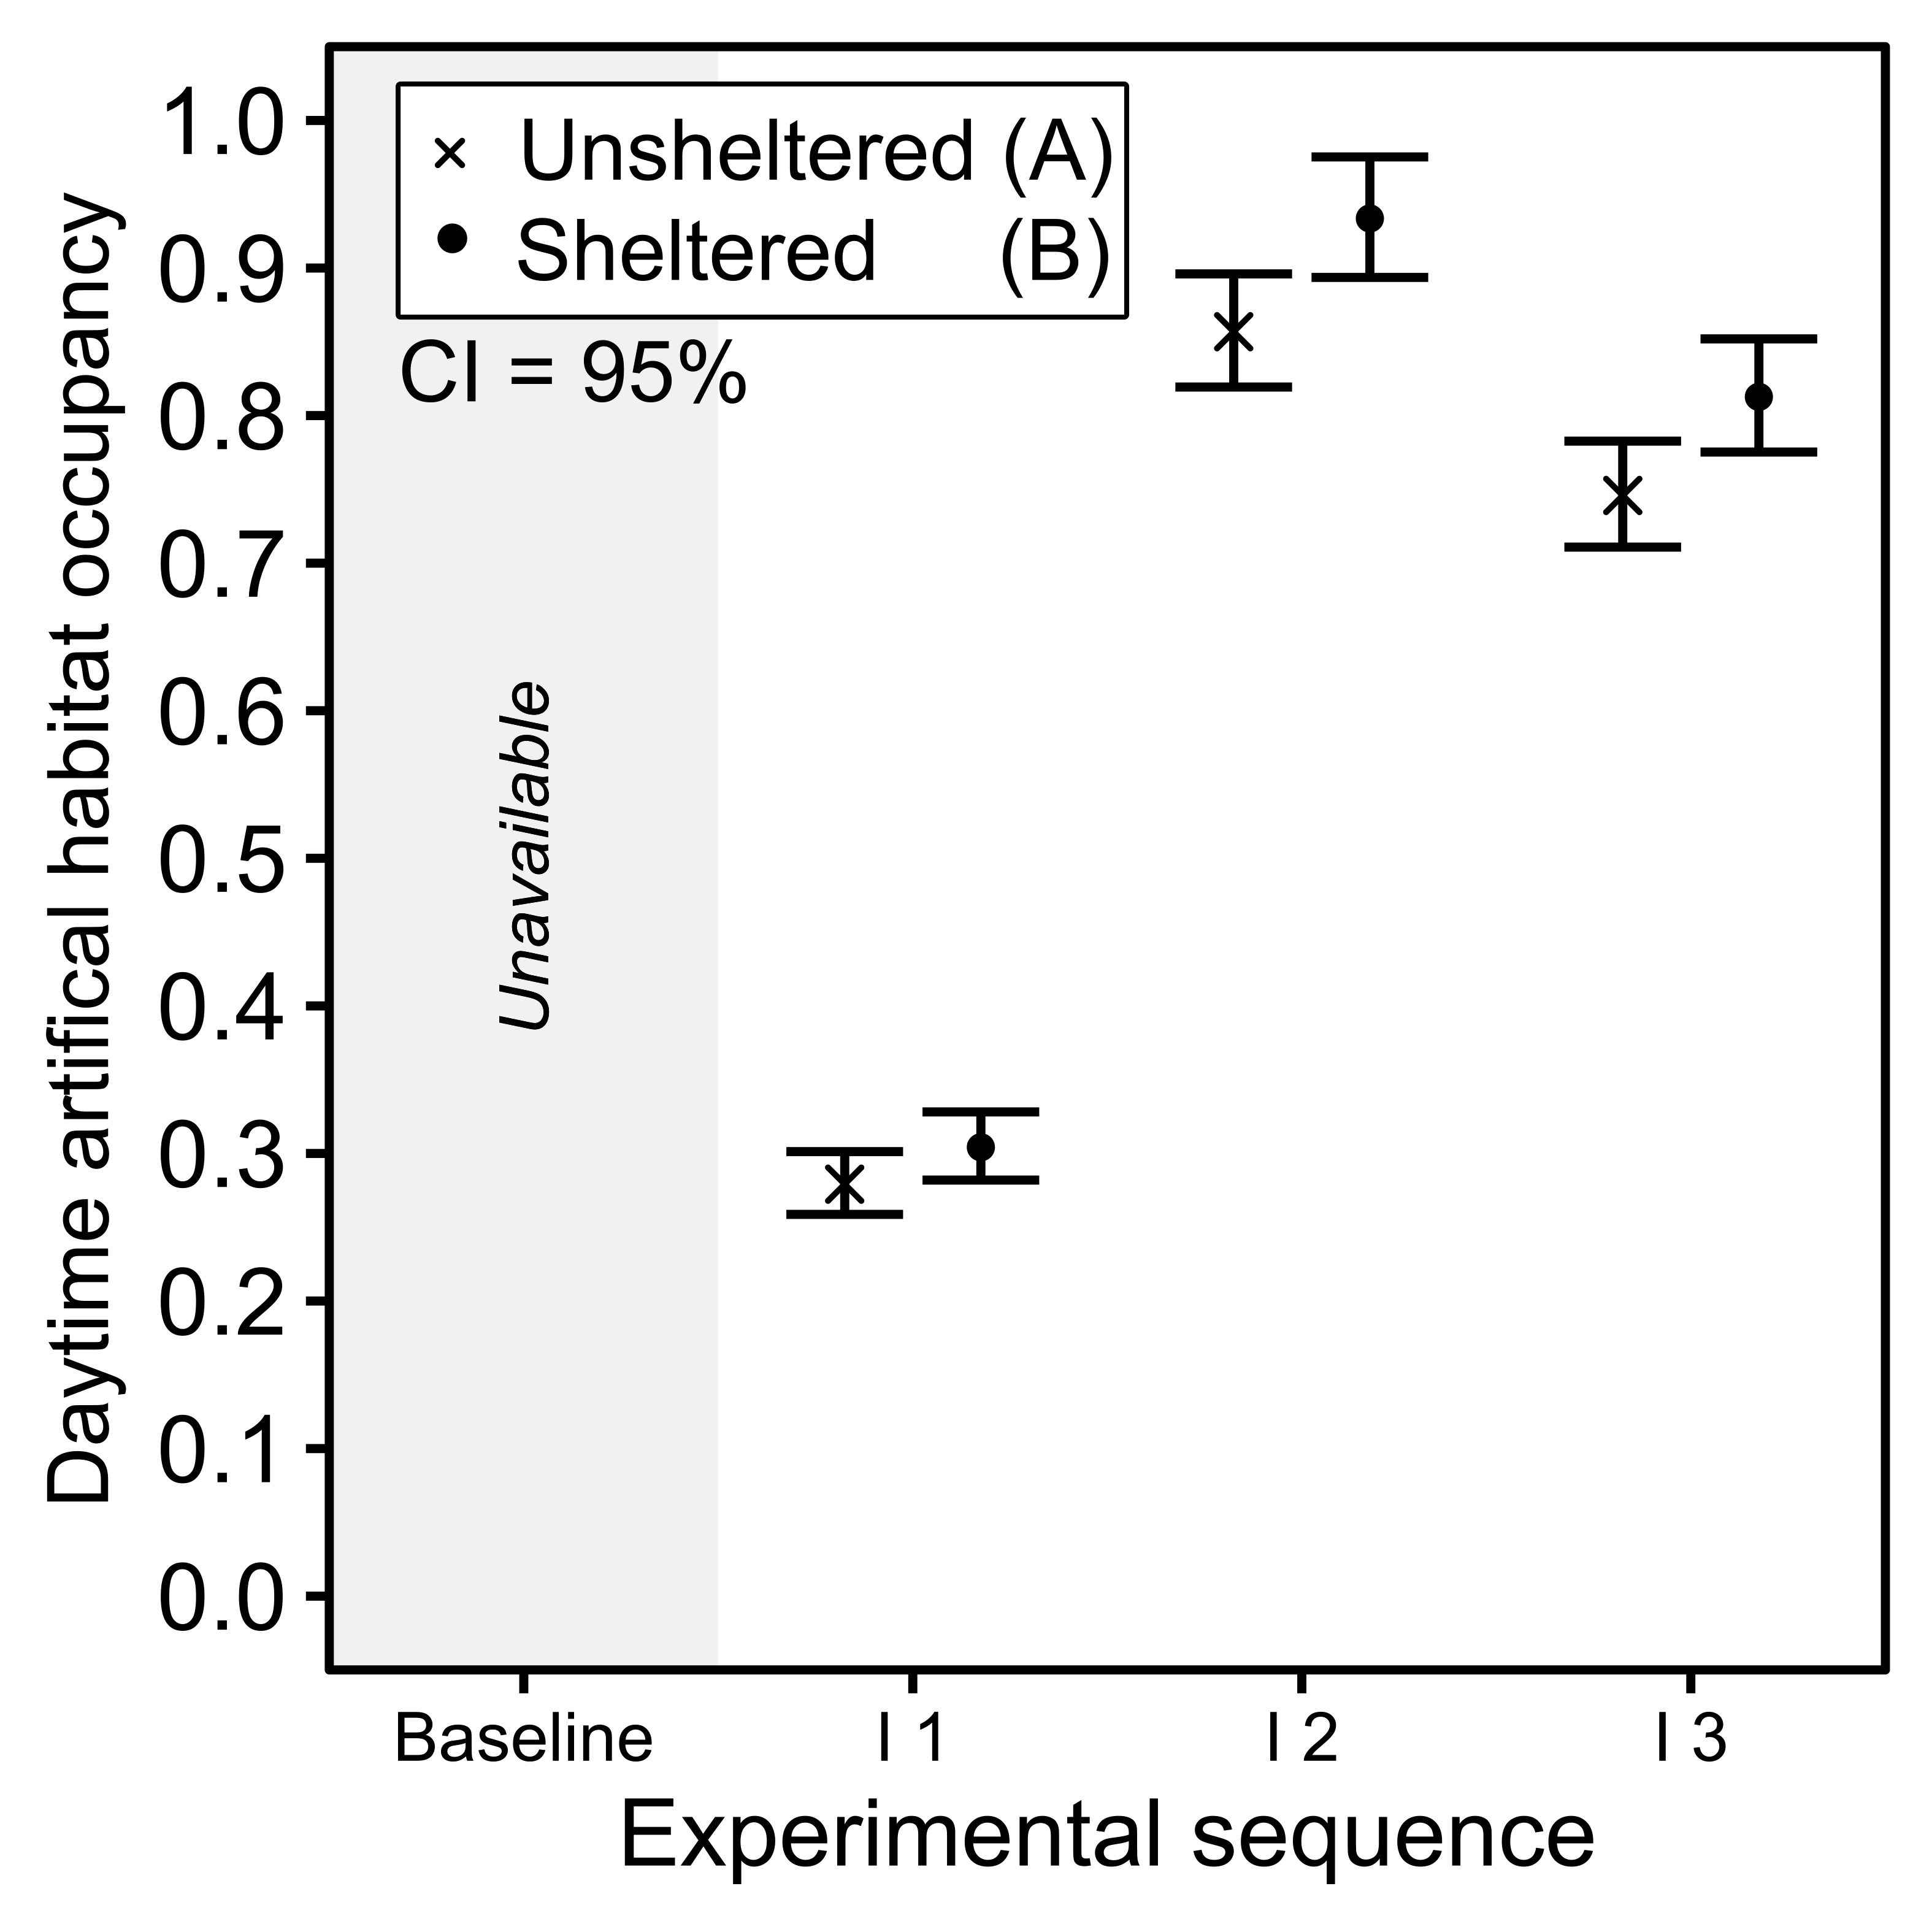 Daytime artifical habitat occupancy
1.0
0.9
0.8
0.7
0.6
0.5
0.4
0.3
0.2
0.1
0.0
Unsheltered (A)
Sheltered (B)
CI = 95%
Unavailable
Baseline I 1 I 2 I 3
Experimental sequence